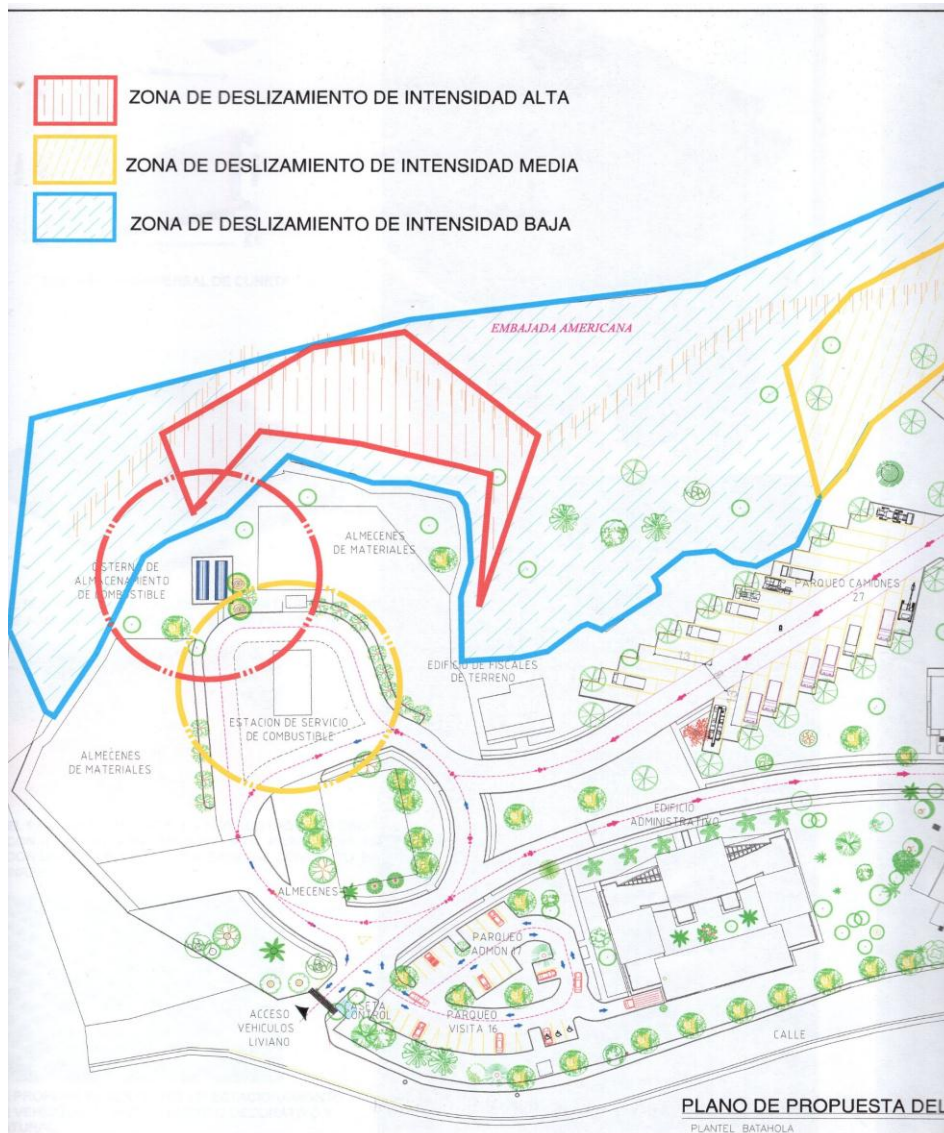 ZONA DE DESLIZAMIENTO DE INTENSIDAD ALTA
ZONA DE DESLIZAMIENTO DE INTENSIDAD MEDIA
ZONA DE DESLIZAMIENTO DE INTENSIDAD BAJA
EMBAJADA AMERICANA
ALMECENES
DE MATERIALES
CISTERNO DE
ALMACENAMIENTO
DE COMBUSTIBLE
PARQUEO CAMIONES
27
13
EDIFICIO DE FISCALES
DE TERRENO
ESTACION DE SERVICIO
DE COMBUSTIBLE
ALMECENES
DE MATERIALES
EDIFICIO
ADMINISTRATIVO
ALMECENES
PARQUEO
ADMON 17
ACCESO
VEHICULOS
LIVIANO
CASETA
CONTROL
PARQUEO
VISITA 16
CALLE
PLANO DE PROPUESTA DEL
PLANTEL BATAHOLA